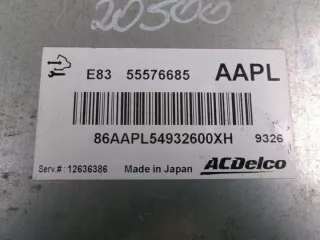 20500
E83 55576685 AAPL
86AAPL54932600XH 9326
Serv.#: 12636386 Made in Japan ACDelco